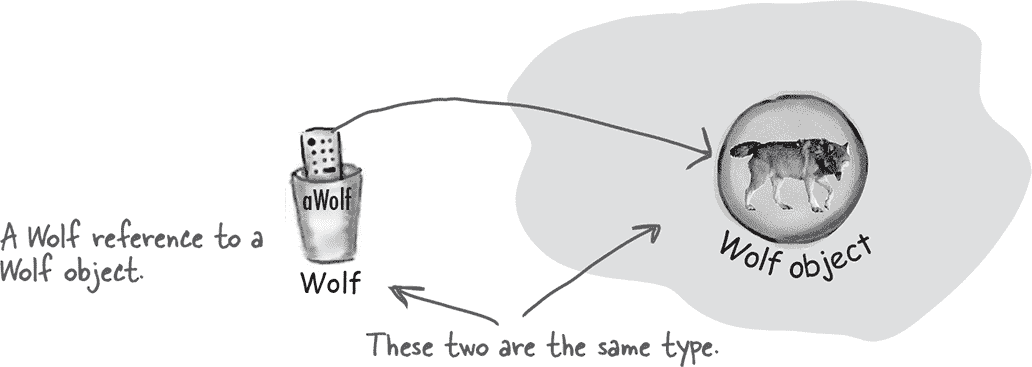 A Wolf reference to a
Wolf object.
aWolf
Wolf
Wolf object
These two are the same type.